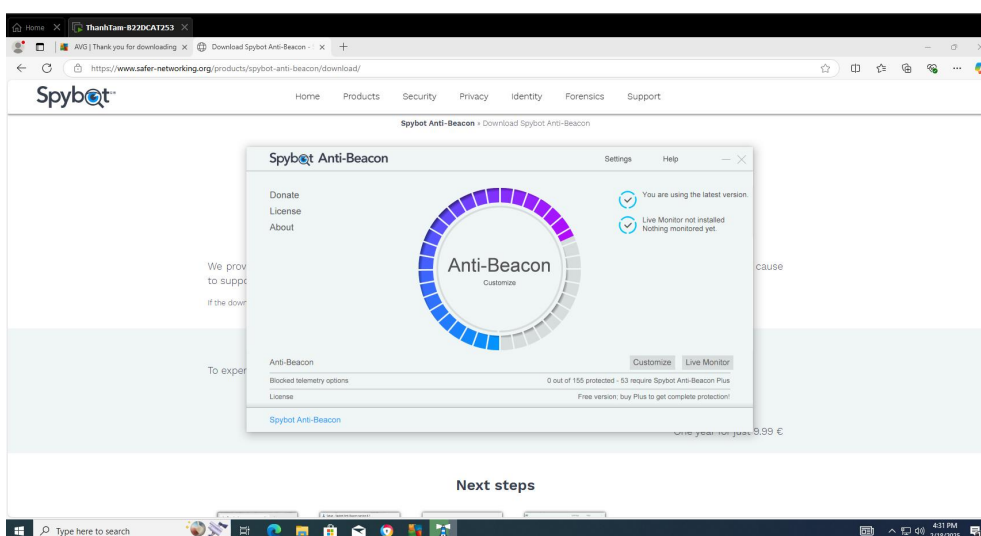 Home
ThanhTam-B22DCAT253
AVG | Thank you for downloading
Download Spybot Anti-Beacon -
https://www.safer-networking.org/products/spybot-anti-beacon/download/
Spybot™
Home Products Security Privacy Identity Forensics Support
Spybot Anti-Beacon » Download Spybot Anti-Beacon
Spybot Anti-Beacon
Settings Help
Donate
License
About
You are using the latest version.
Live Monitor not installed
Nothing monitored yet.
Anti-Beacon
Customize
We prov
cause
to suppo
If the down
Anti-Beacon
Customize Live Monitor
Blocked telemetry options 0 out of 155 protected - 53 require Spybot Anti-Beacon Plus
License Free version, buy Plus to get complete protection!
To exper
Spybot Anti-Beacon
One year for just 9.99 €
Next steps
Type here to search
4:31 PM